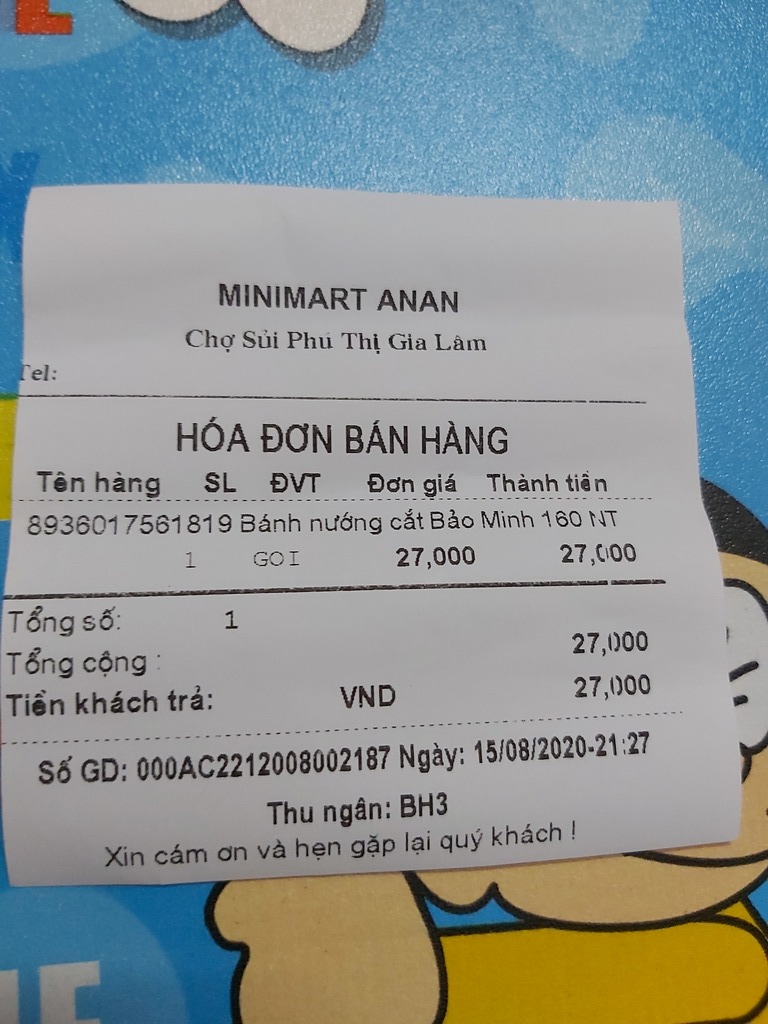 MINIMART ANAN
Chợ Sủi Phú Thị Gia Lâm
Tel:
HÓA ĐƠN BÁN HÀNG
Tên hàng SL ĐVT Đơn giá Thành tiền
8936017561819 Bánh nướng cắt Bảo Minh 160 NT
1 GOI 27,000 27,000
Tổng số: 1
Tổng cộng : 27,000
Tiền khách trả: VND 27,000
Số GD: 000AC2212008002187 Ngày: 15/08/2020-21:27
Thu ngân: BH3
Xin cám ơn và hẹn gặp lại quý khách !